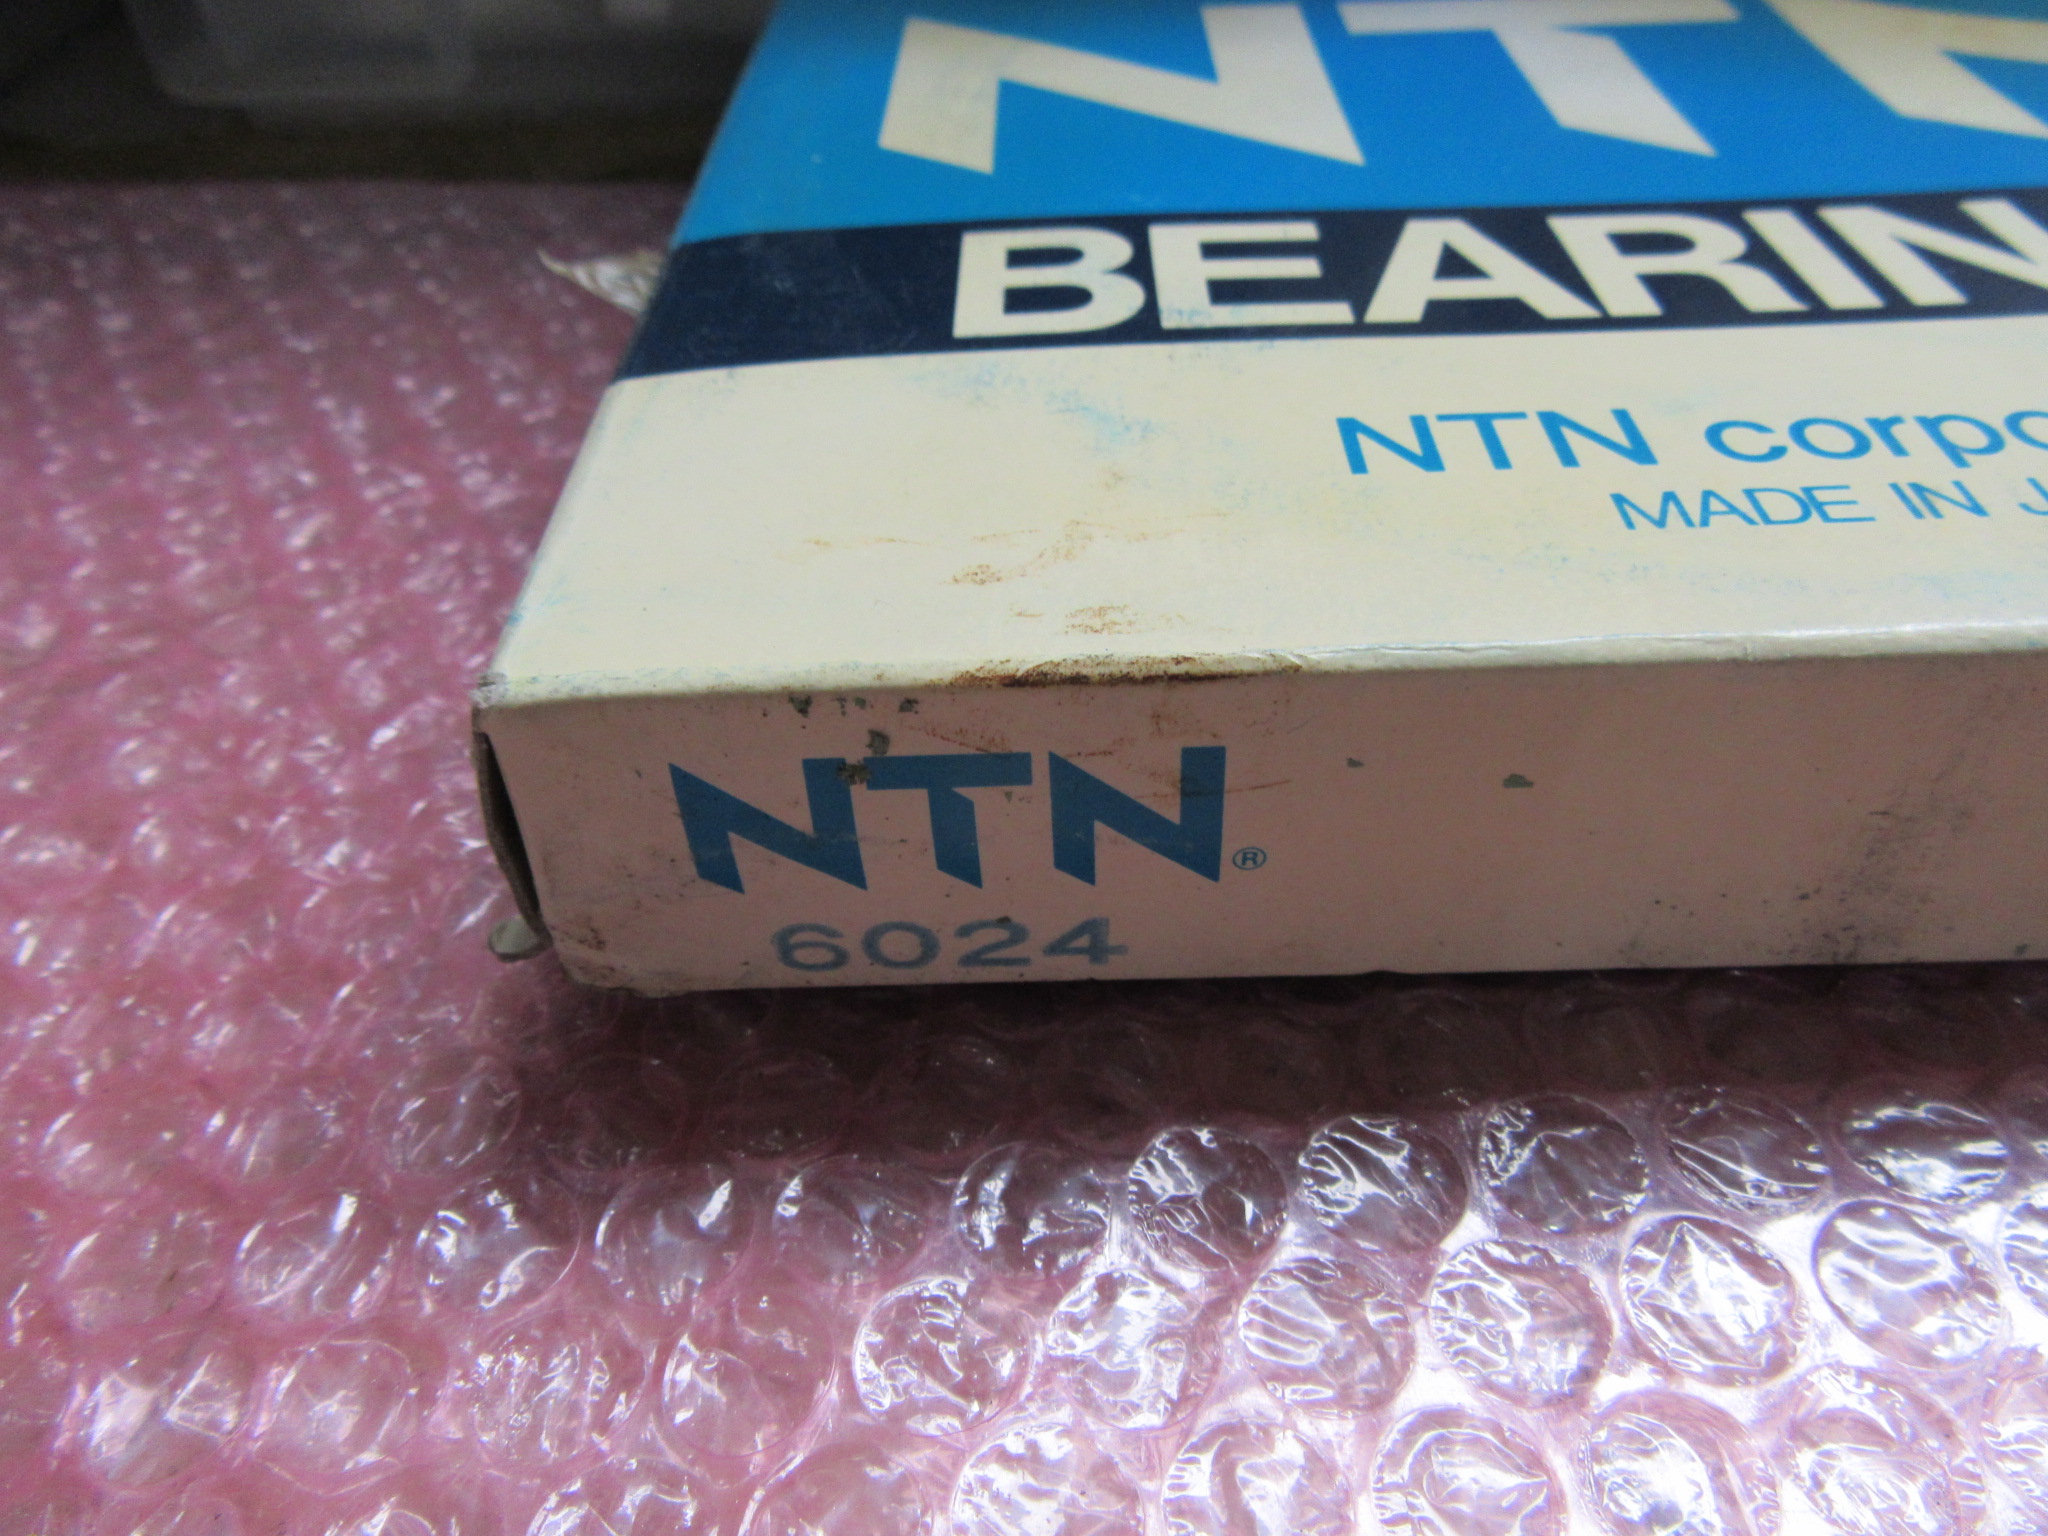 NTN
BEARIN
NTN corpo
MADE IN J
NTN®
6024